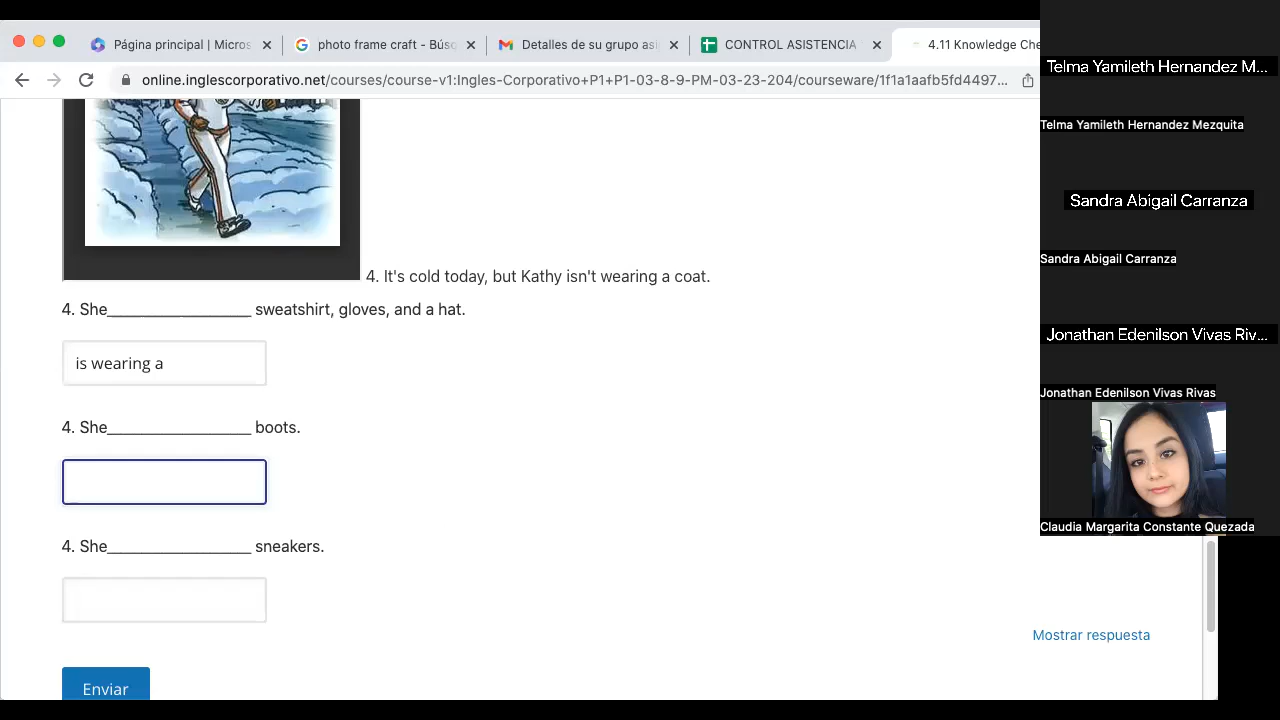 Página principal | Micros
photo frame craft - Búsq
Detalles de su grupo asi
CONTROL ASISTENCIA
4.11 Knowledge Che
online.inglescorporativo.net/courses/course-v1:Ingles-Corporativo+P1+P1-03-8-9-PM-03-23-204/courseware/1f1a1aafb5fd4497...
4. It's cold today, but Kathy isn't wearing a coat.
4. She__________________ sweatshirt, gloves, and a hat.
is wearing a
4. She__________________ boots.
4. She__________________ sneakers.
Mostrar respuesta
Enviar
Telma Yamileth Hernandez M...
Telma Yamileth Hernandez Mezquita
Sandra Abigail Carranza
Sandra Abigail Carranza
Jonathan Edenilson Vivas Riv...
Jonathan Edenilson Vivas Rivas
Claudia Margarita Constante Quezada